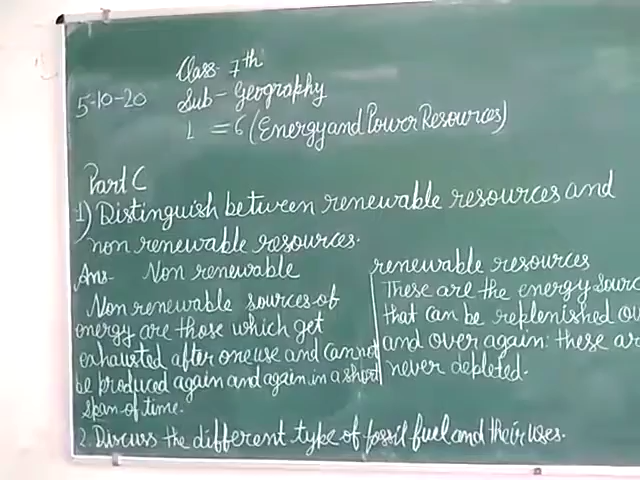 Class- 7th
5-10-20 Sub- Geography
L = 6 (Energy and Power Resources)
Part C
1) Distinguish between renewable resources and
non renewable resources.
Ans- Non renewable
Non renewable sources of
energy are those which get
exhausted after one use and cannot
be produced again and again in a short
span of time.
renewable resources
These are the energy sourc
that can be replenished ov
and over again: these ar
never depleted.
2. Discuss the different type of fossil fuel and their uses.